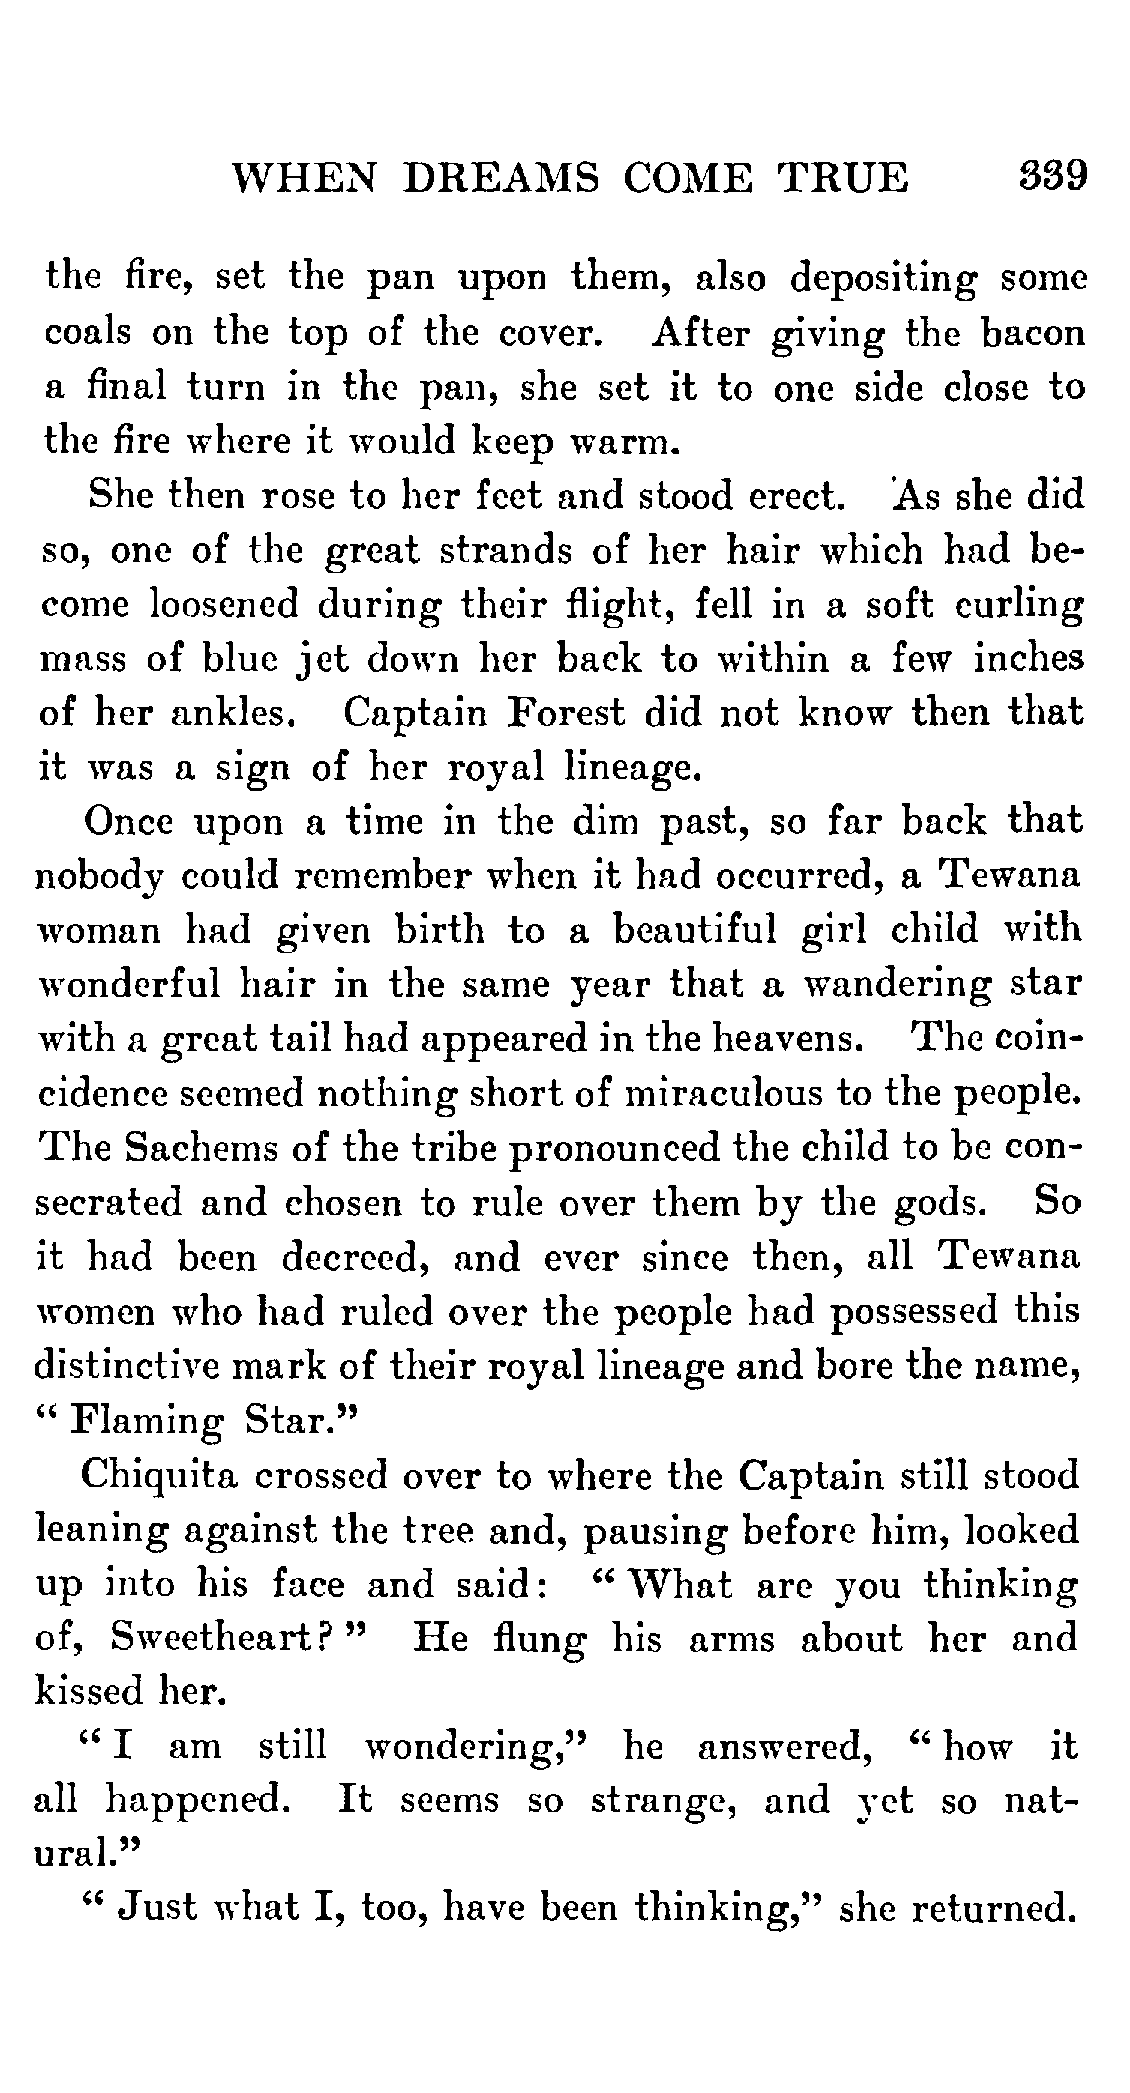 WHEN DREAMS COME TRUE 339
the fire, set the pan upon them, also depositing some
coals on the top of the cover. After giving the bacon
a final turn in the pan, she set it to one side close to
the fire where it would keep warm.
She then rose to her feet and stood erect. As she did
so, one of the great strands of her hair which had be-
come loosened during their flight, fell in a soft curling
mass of blue jet down her back to within a few inches
of her ankles. Captain Forest did not know then that
it was a sign of her royal lineage.
Once upon a time in the dim past, so far back that
nobody could remember when it had occurred, a Tewana
woman had given birth to a beautiful girl child with
wonderful hair in the same year that a wandering star
with a great tail had appeared in the heavens. The coin-
cidence seemed nothing short of miraculous to the people.
The Sachems of the tribe pronounced the child to be con-
secrated and chosen to rule over them by the gods. So
it had been decreed, and ever since then, all Tewana
women who had ruled over the people had possessed this
distinctive mark of their royal lineage and bore the name,
“ Flaming Star.”
Chiquita crossed over to where the Captain still stood
leaning against the tree and, pausing before him, looked
up into his face and said: “ What are you thinking
of, Sweetheart? ” He flung his arms about her and
kissed her.
“ I am still wondering,” he answered, “ how it
all happened. It seems so strange, and yet so nat-
ural.”
“ Just what I, too, have been thinking,” she returned.